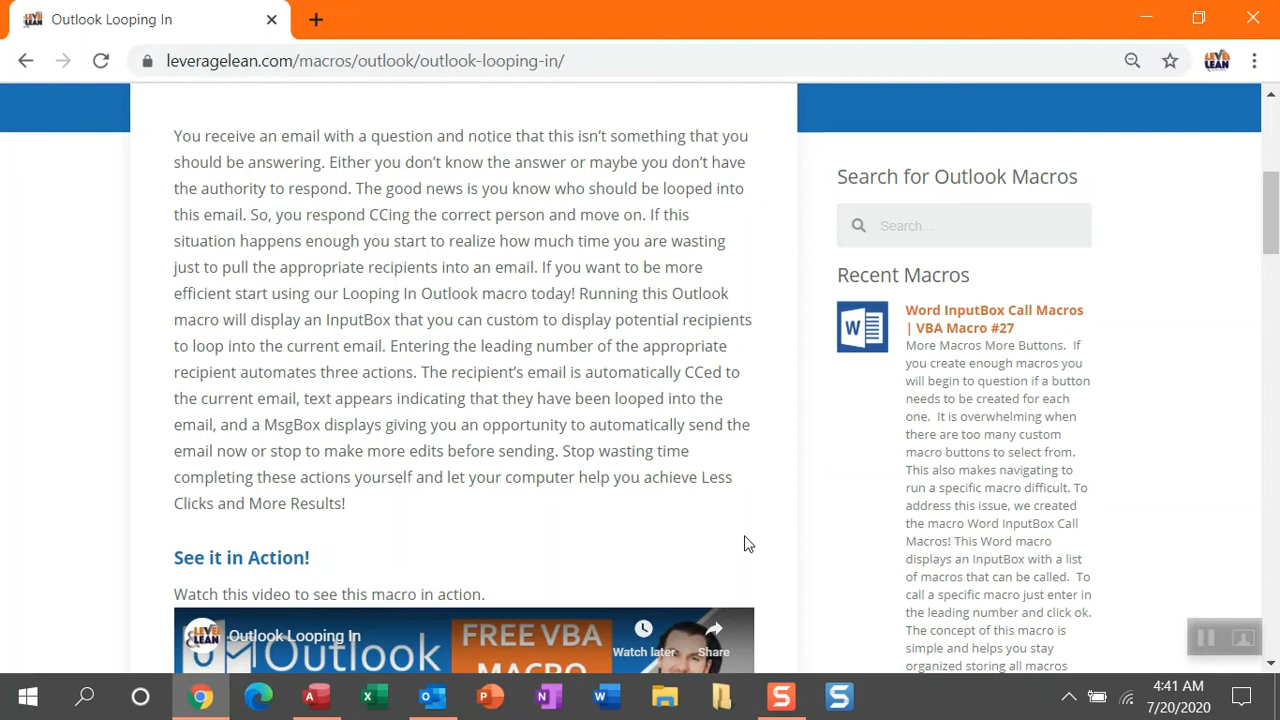 Outlook Looping In
leveragelean.com/macros/outlook/outlook-looping-in/
You receive an email with a question and notice that this isn’t something that you
should be answering. Either you don’t know the answer or maybe you don’t have
the authority to respond. The good news is you know who should be looped into
this email. So, you respond CCing the correct person and move on. If this
situation happens enough you start to realize how much time you are wasting
just to pull the appropriate recipients into an email. If you want to be more
efficient start using our Looping In Outlook macro today! Running this Outlook
macro will display an InputBox that you can custom to display potential recipients
to loop into the current email. Entering the leading number of the appropriate
recipient automates three actions. The recipient’s email is automatically CCed to
the current email, text appears indicating that they have been looped into the
email, and a MsgBox displays giving you an opportunity to automatically send the
email now or stop to make more edits before sending. Stop wasting time
completing these actions yourself and let your computer help you achieve Less
Clicks and More Results!
See it in Action!
Watch this video to see this macro in action.
Outlook Looping In
Outlook
FREE VBA
MACRO
Watch later
Share
Search for Outlook Macros
Search...
Recent Macros
Word InputBox Call Macros
| VBA Macro #27
More Macros More Buttons. If
you create enough macros you
will begin to question if a button
needs to be created for each
one. It is overwhelming when
there are too many custom
macro buttons to select from.
This also makes navigating to
run a specific macro difficult. To
address this issue, we created
the macro Word InputBox Call
Macros! This Word macro
displays an InputBox with a list
of macros that can be called. To
call a specific macro just enter in
the leading number and click ok.
The concept of this macro is
simple and helps you stay
organized storing all macros
4:41 AM
7/20/2020